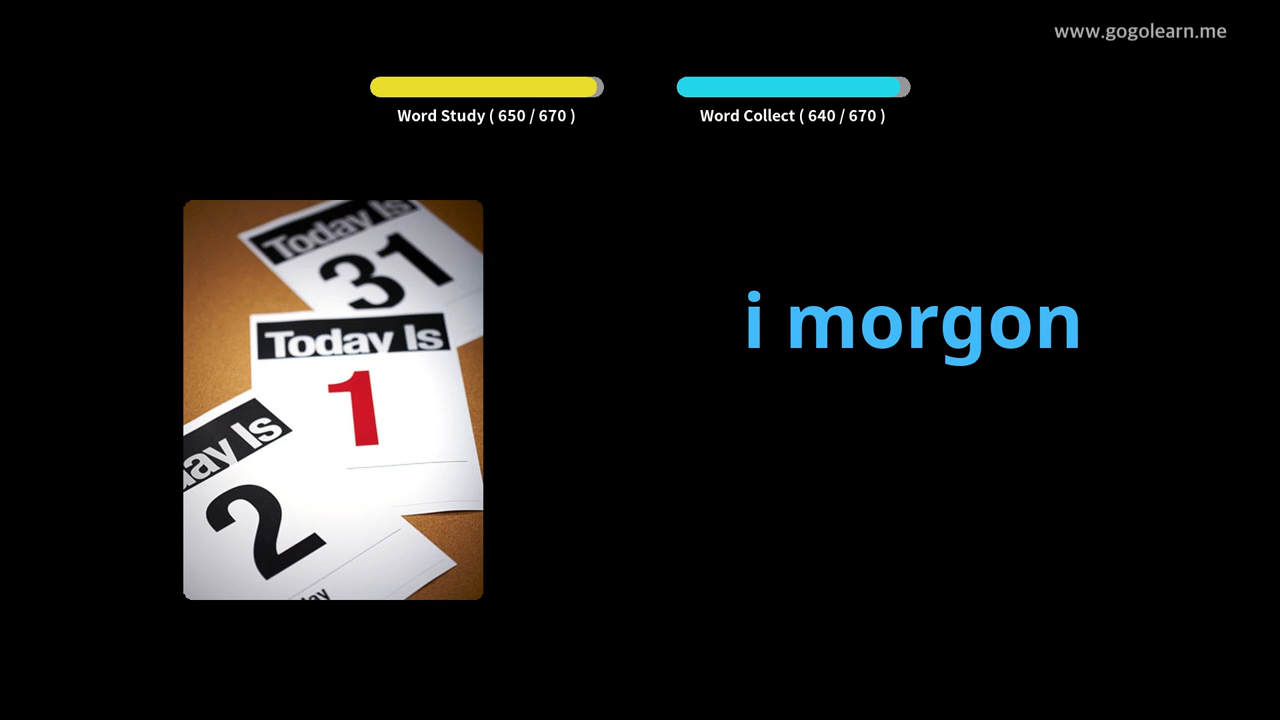 www.gogolearn.me
Word Study ( 650 / 670 )
Word Collect ( 640 / 670 )
Today Is
31
Today Is
1
ay Is
2
i morgon